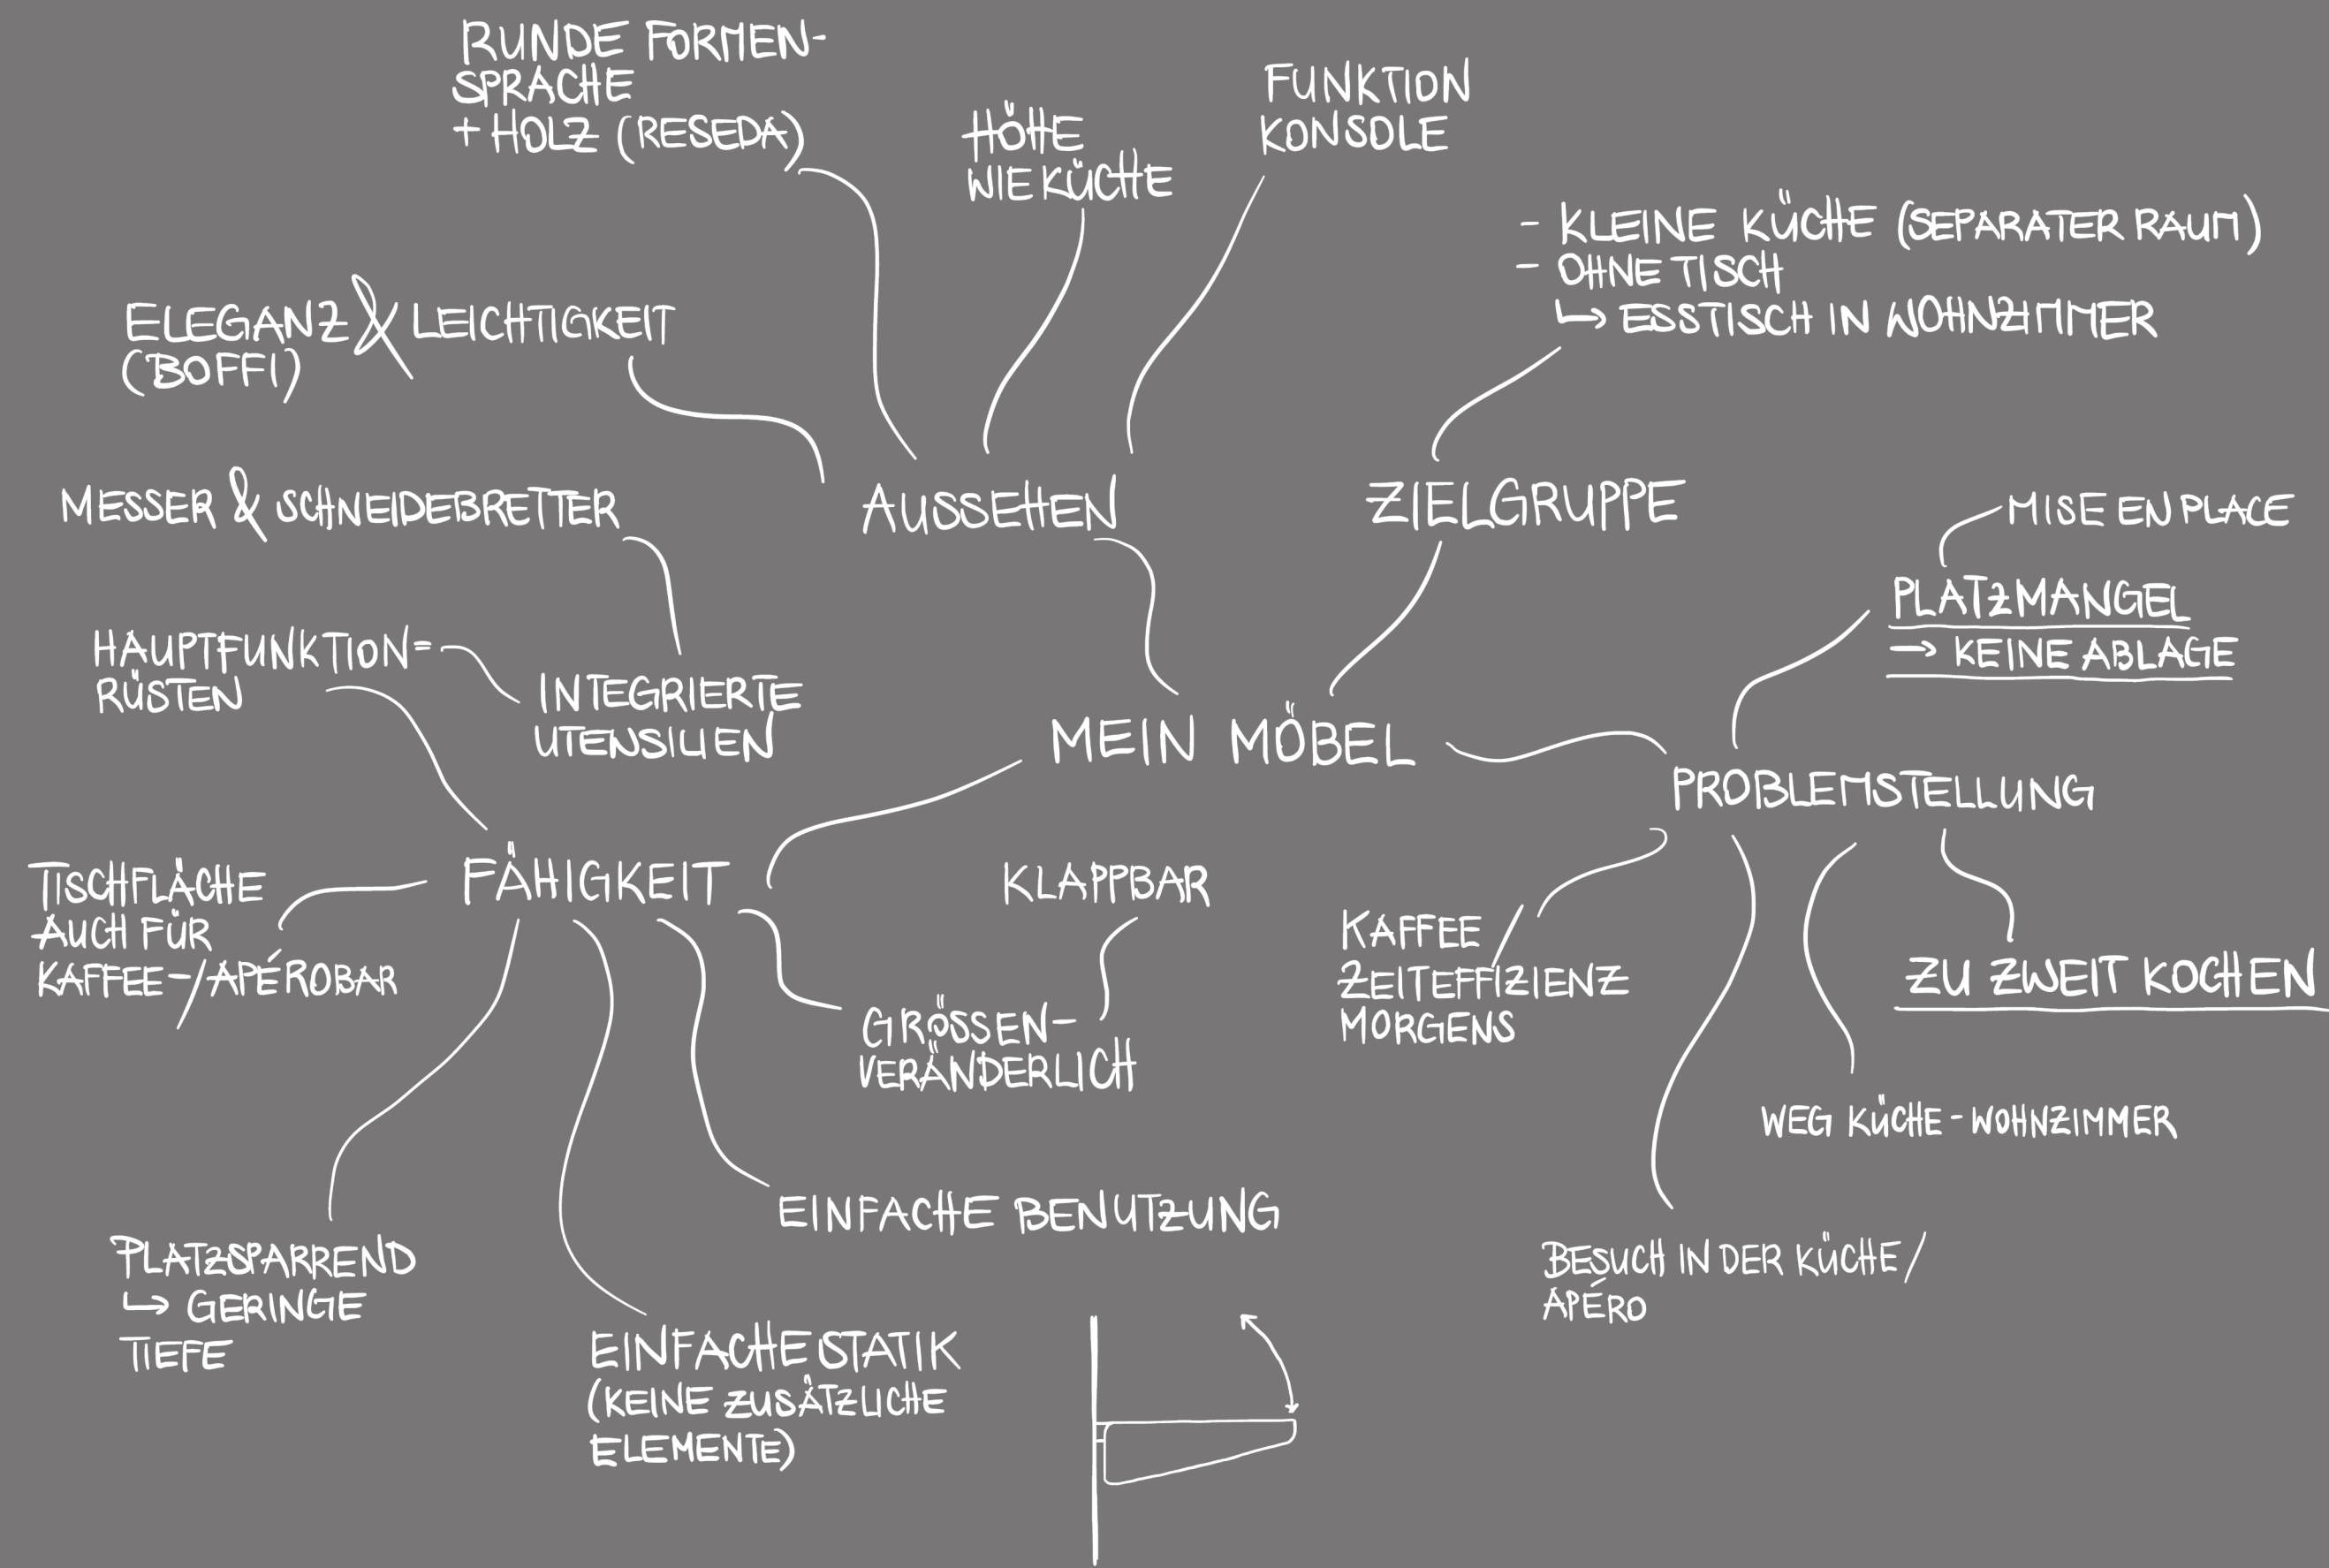 RUNDE FORMEN-
SPRACHE
+ HOLZ (RESEDA)
HÖHE
WIE KÜCHE
FUNKTION
KONSOLE
- KLEINE KÜCHE (SEPARATER RAUM)
- OHNE TISCH
↳ ESSTISCH IN WOHNZIMMER
ELEGANZ & LEICHTIGKEIT
(BOFFI)
MESSER & SCHNEIDEBRETTER
AUSSEHEN
ZIELGRUPPE
MISE EN PLACE
PLATZMANGEL
→ KEINE ABLAGE
HAUPTFUNKTION=
RÜSTEN
INTEGRIERTE
UTENSILIEN
MEIN MÖBEL
PROBLEMSTELLUNG
TISCHFLÄCHE
AUCH FÜR
KAFFEE-/APÉROBAR
FÄHIGKEIT
KLAPPBAR
GRÖSSEN-
VERÄNDERLICH
KAFFEE /
ZEITEFFIZIENZ
MORGENS
ZU ZWEIT KOCHEN
WEG KÜCHE-WOHNZIMMER
EINFACHE BENUTZUNG
PLATZSPARREND
↳ GERINGE
TIEFE
BESUCH IN DER KÜCHE /
APÉRO
EINFACHE STATIK
(KEINE ZUSÄTZLICHE
ELEMENTE)